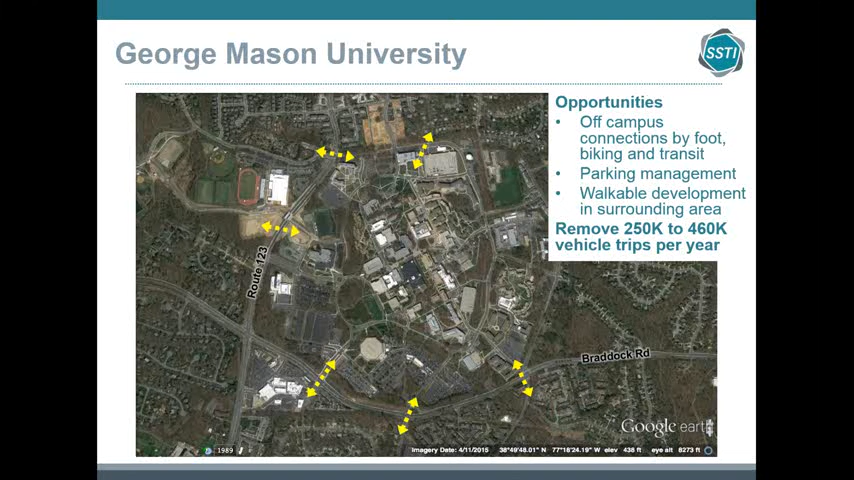 George Mason University
SSTI
Opportunities
• Off campus
connections by foot,
biking and transit
• Parking management
• Walkable development
in surrounding area
Remove 250K to 460K
vehicle trips per year
Route 123
Braddock Rd
Google earth
1989
Imagery Date: 4/11/2015 38°49'48.01" N 77°18'24.19" W elev 438 ft eye alt 8273 ft